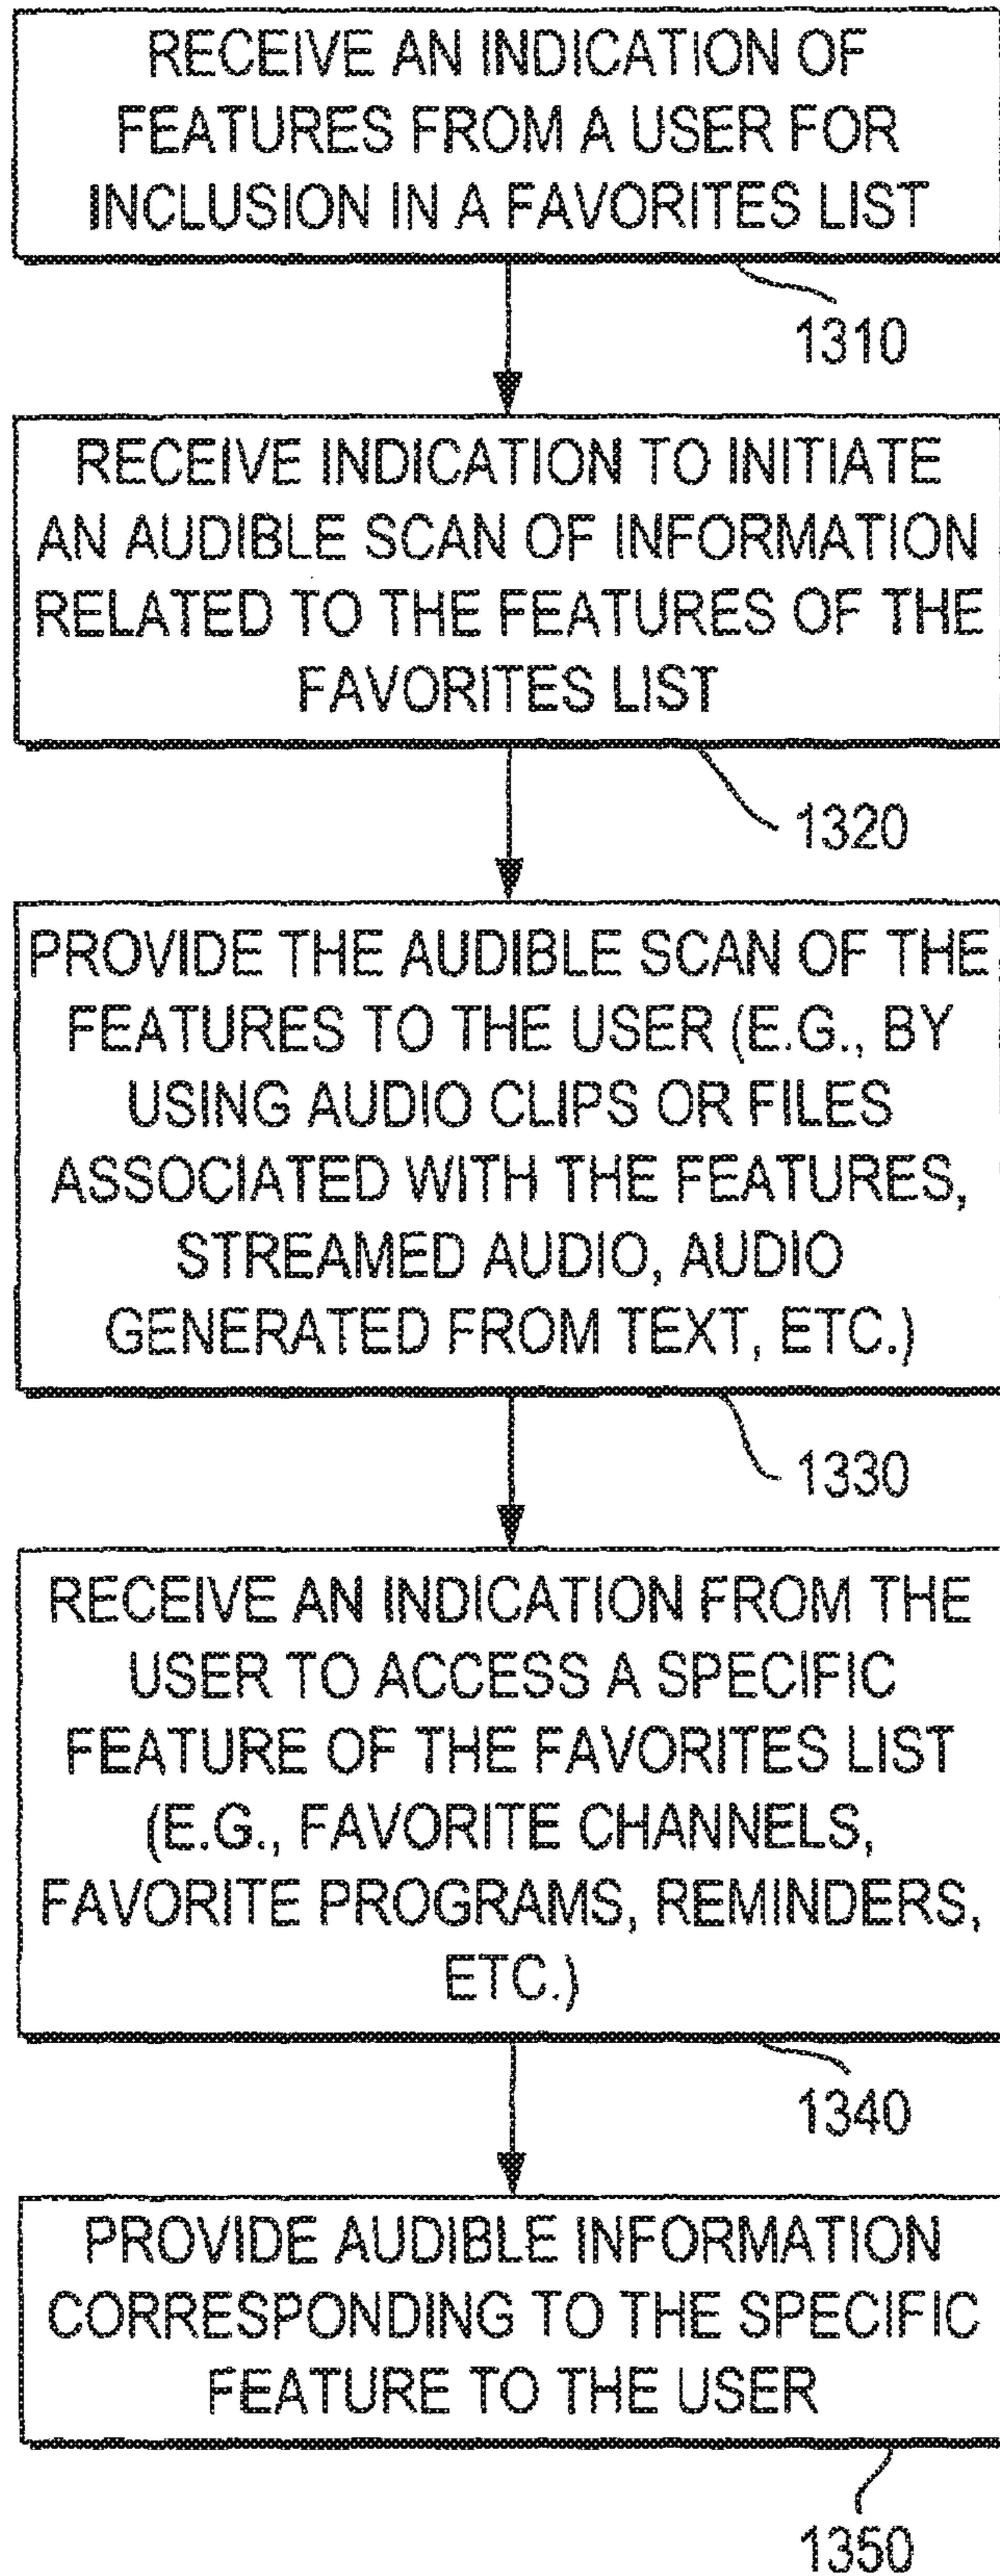 RECEIVE AN INDICATION OF
FEATURES FROM A USER FOR
INCLUSION IN A FAVORITES LIST
1310
RECEIVE INDICATION TO INITIATE
AN AUDIBLE SCAN OF INFORMATION
RELATED TO THE FEATURES OF THE
FAVORITES LIST
1320
PROVIDE THE AUDIBLE SCAN OF THE
FEATURES TO THE USER (E.G., BY
USING AUDIO CLIPS OR FILES
ASSOCIATED WITH THE FEATURES,
STREAMED AUDIO, AUDIO
GENERATED FROM TEXT, ETC.)
1330
RECEIVE AN INDICATION FROM THE
USER TO ACCESS A SPECIFIC
FEATURE OF THE FAVORITES LIST
(E.G., FAVORITE CHANNELS,
FAVORITE PROGRAMS, REMINDERS,
ETC.)
1340
PROVIDE AUDIBLE INFORMATION
CORRESPONDING TO THE SPECIFIC
FEATURE TO THE USER
1350